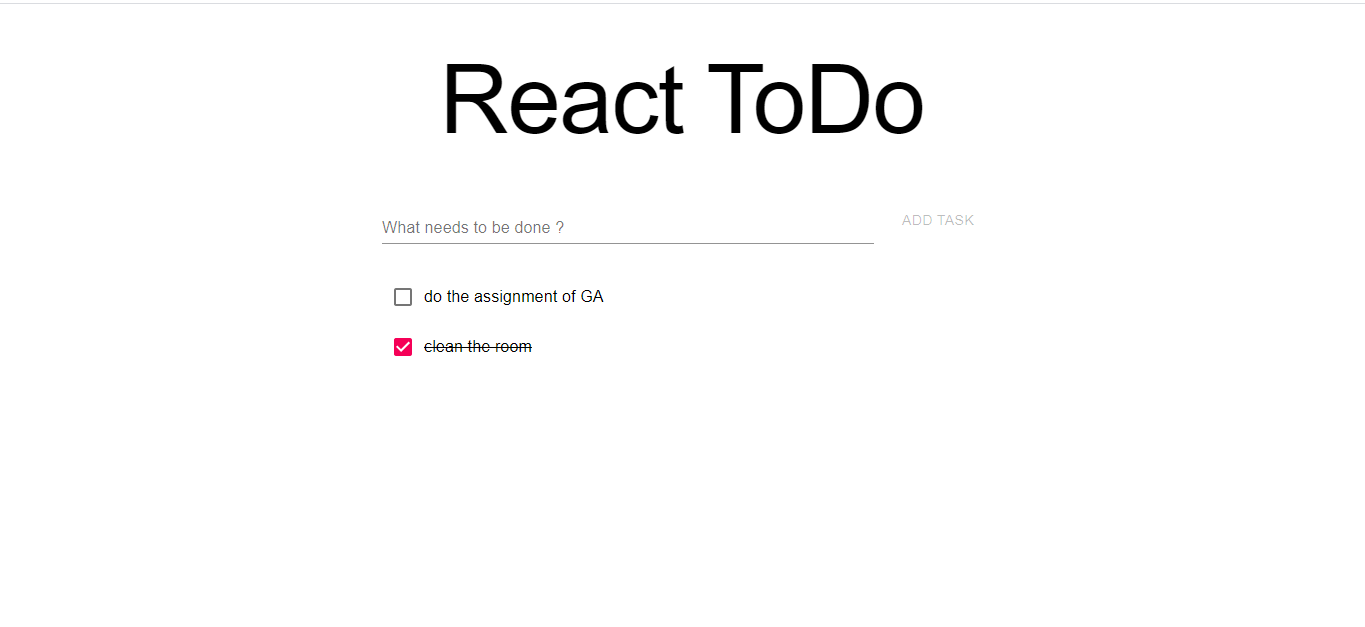 React ToDo
What needs to be done ?
ADD TASK
do the assignment of GA
clean the room